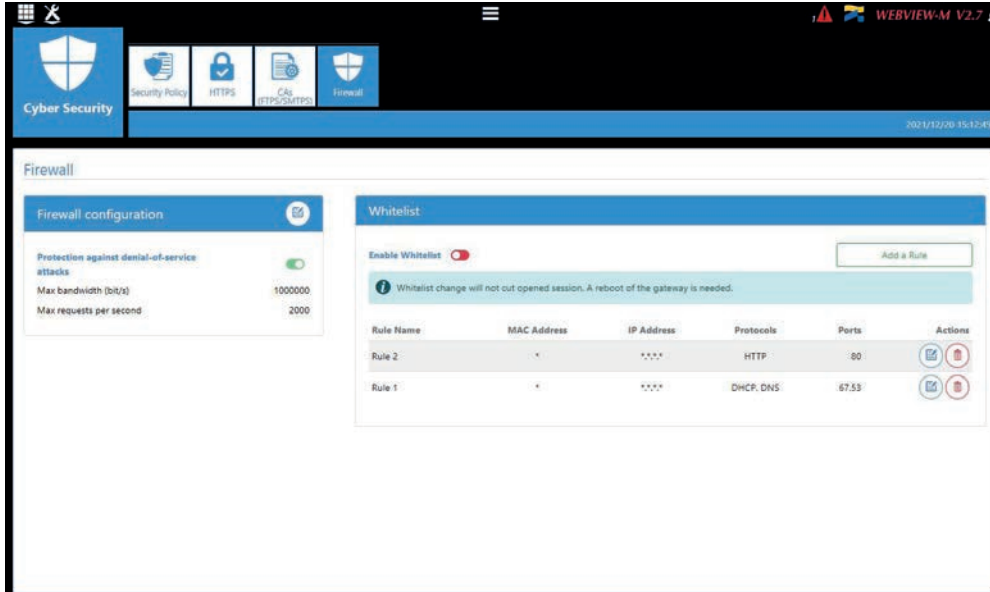 1
WEBVIEW-M V2.7
Cyber Security
Security Policy
HTTPS
CAs
(FTPS/SMTPS)
Firewall
2021/12/20 15:12:49
Firewall
Firewall configuration
Protection against denial-of-service
attacks
Max bandwidth (bit/s) 1000000
Max requests per second 2000
Whitelist
Enable Whitelist
Add a Rule
Whitelist change will not cut opened session. A reboot of the gateway is needed.
Rule Name MAC Address IP Address Protocols Ports Actions
Rule 2 * *.*.*.* HTTP 80
Rule 1 * *.*.*.* DHCP, DNS 67.53